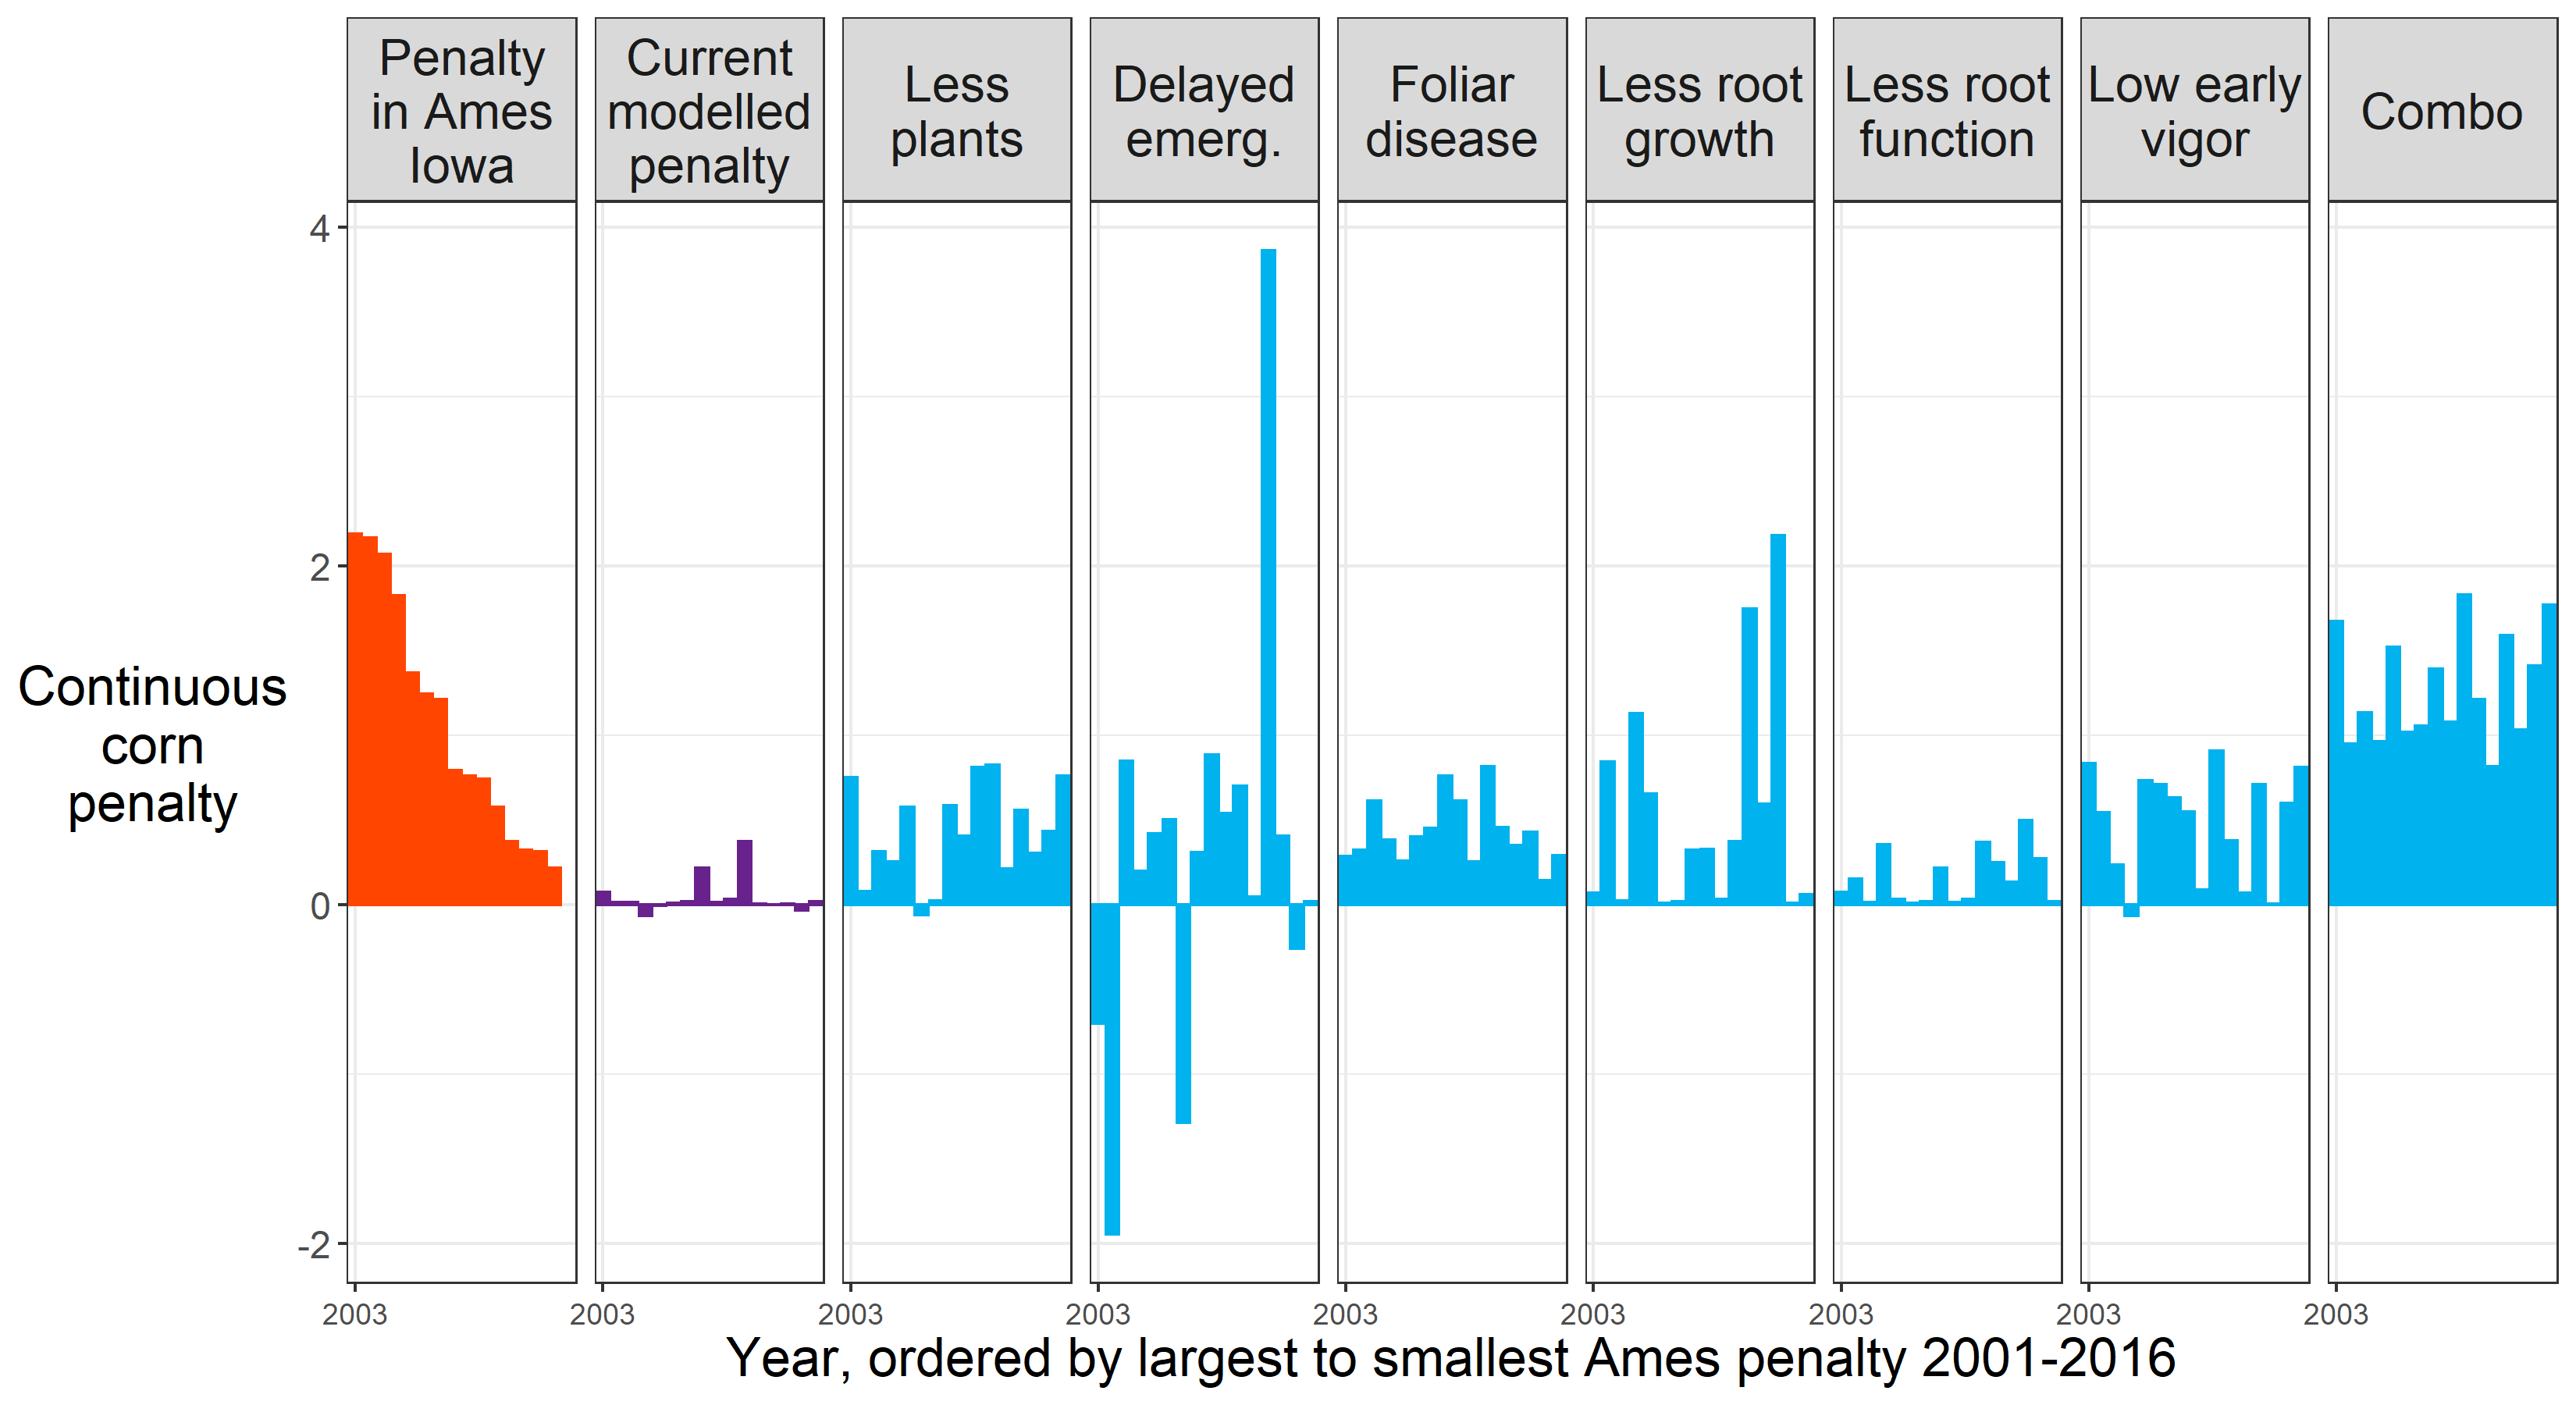 Penalty
in Ames
Iowa
Current
modelled
penalty
Less
plants
Delayed
emerg.
Foliar
disease
Less root
growth
Less root
function
Low early
vigor
Combo
4
2
0
-2
Continuous
corn
penalty
2003 2003 2003 2003 2003 2003 2003 2003 2003
Year, ordered by largest to smallest Ames penalty 2001-2016